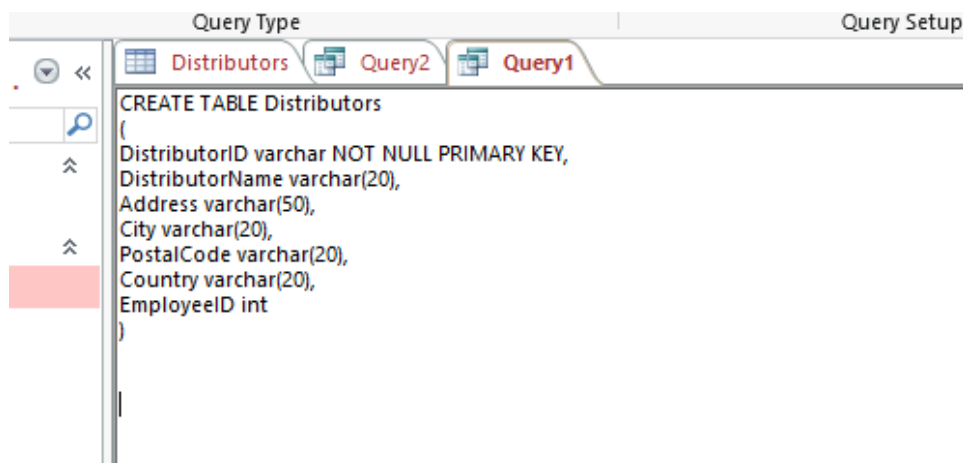 Query Type Query Setup
Distributors Query2 Query1
CREATE TABLE Distributors
(
DistributorID varchar NOT NULL PRIMARY KEY,
DistributorName varchar(20),
Address varchar(50),
City varchar(20),
PostalCode varchar(20),
Country varchar(20),
EmployeeID int
)